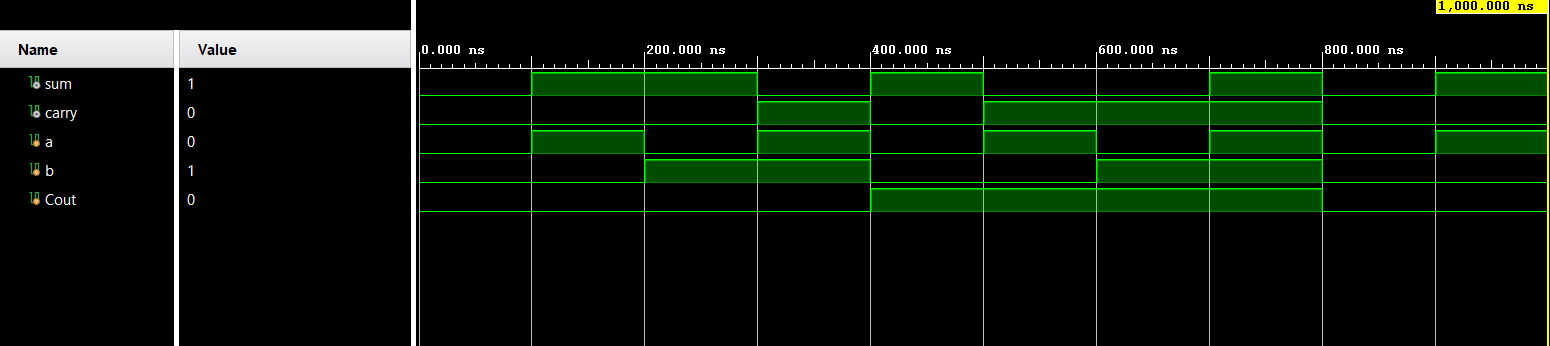 1,000.000 ns
Name Value 0.000 ns 200.000 ns 400.000 ns 600.000 ns 800.000 ns
sum 1
carry 0
a 0
b 1
Cout 0